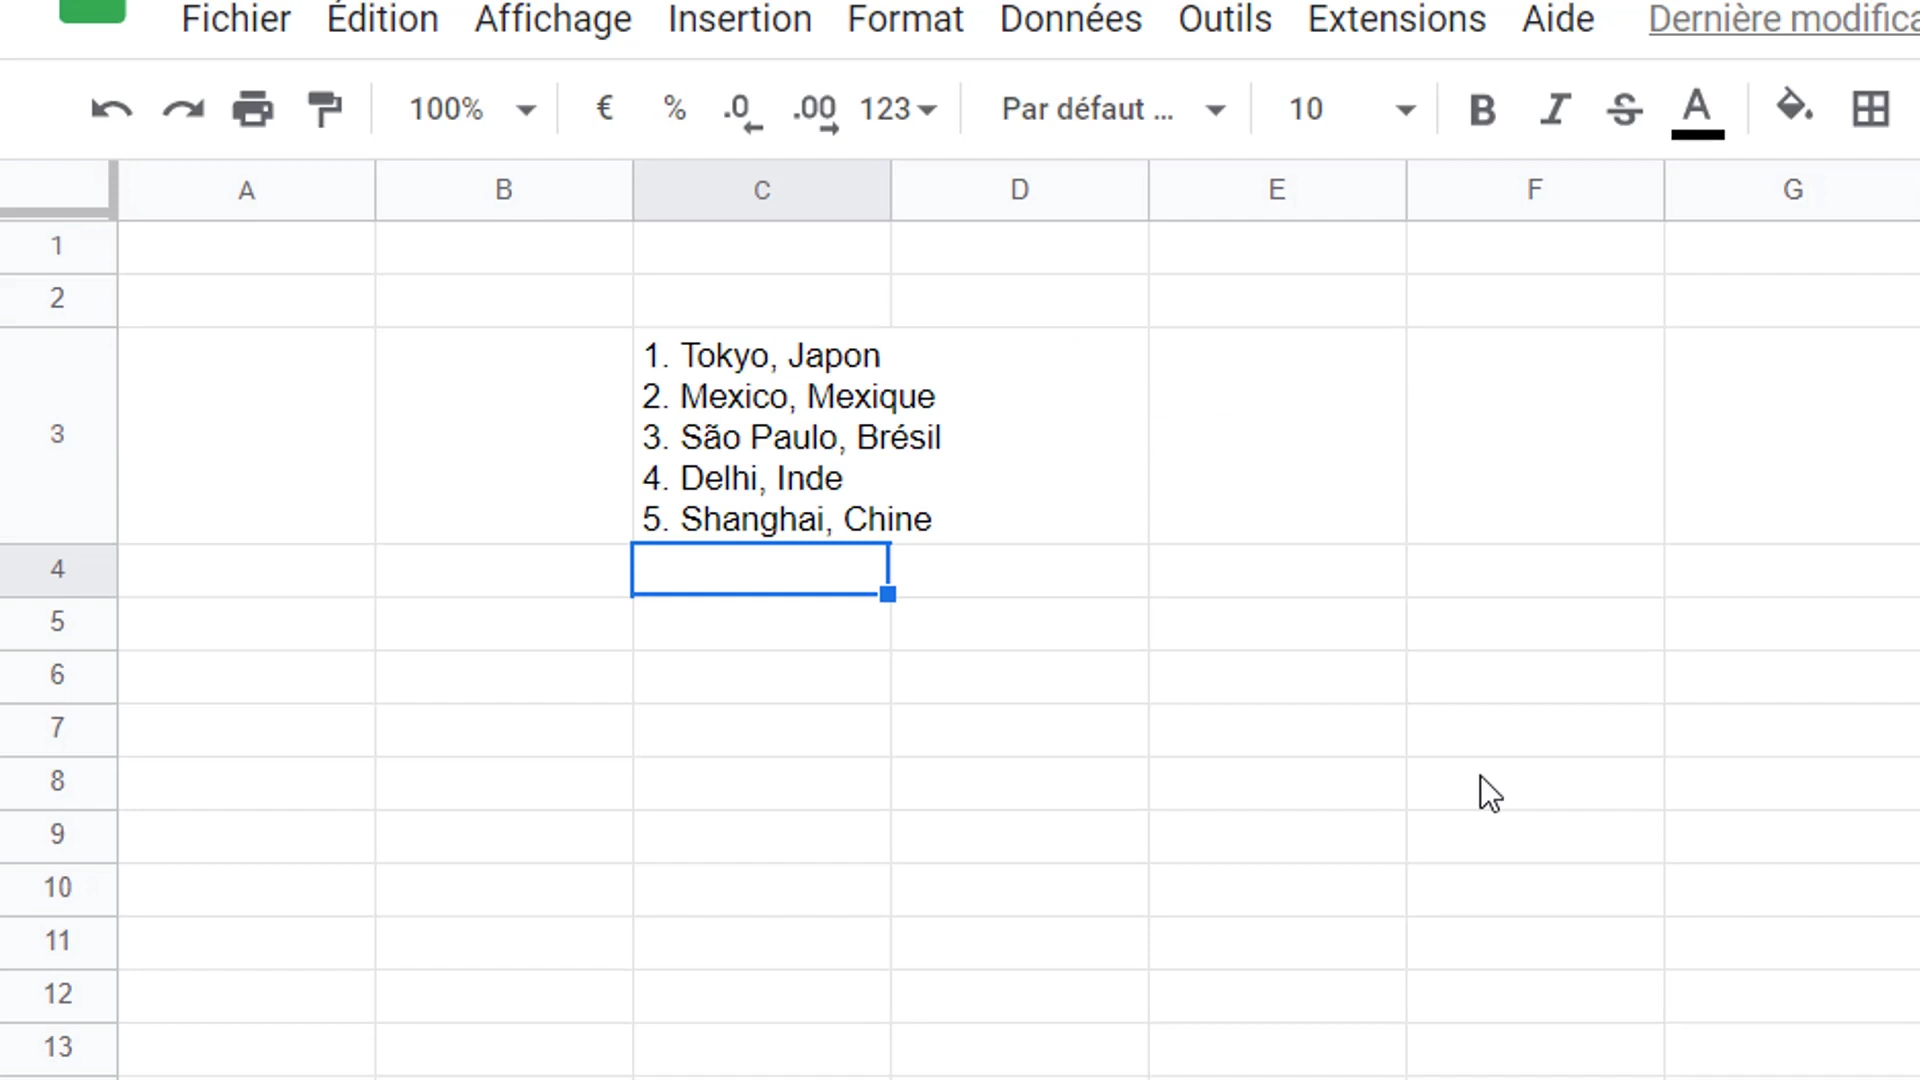 Fichier Édition Affichage Insertion Format Données Outils Extensions Aide Dernière modifica
100% € % .0 .00 123 Par défaut ... 10 B I S A
A B C D E F G
1
2
3
1. Tokyo, Japon
2. Mexico, Mexique
3. São Paulo, Brésil
4. Delhi, Inde
5. Shanghai, Chine
4
5
6
7
8
9
10
11
12
13